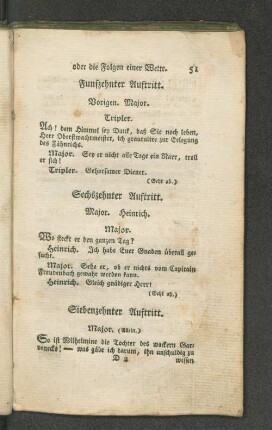 oder die Folgen einer Wette. 51
Funfzehnter Auftritt.
Vorigen. Major.
Tripler.
Ach! dem Himmel sey Dank, daß Sie noch leben,
Herr Oberstwachtmeister, ich gratulire zur Erlegung
des Fähnrichs.
Major. Sey er nicht alle Tage ein Narr, troll
er sich!
Tripler. Gehorsamer Diener.
(Geht ab.)
Sechszehnter Auftritt.
Major. Heinrich.
Major.
Wo steckt er den ganzen Tag?
Heinrich. Ich habe Euer Gnaden überall ge-
sucht.
Major. Sehe er, ob er nichts vom Capitain
Freudenbach gewahr werden kann.
Heinrich. Gleich gnädiger Herr!
(Geht ab.)
Siebenzehnter Auftritt.
Major. (Allein.)
So ist Wilhelmine die Tochter des wackern
— was gäbe ich darum, ihn unschuldig zu
D 2 wissen